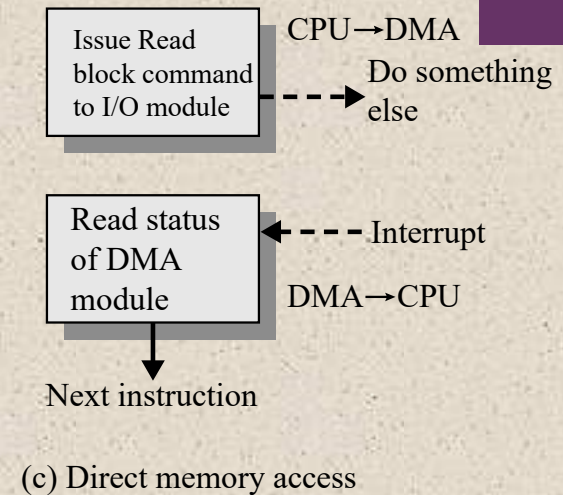 Issue Read
block command
to I/O module
CPU→DMA
Do something
else
Read status
of DMA
module
Interrupt
DMA→CPU
Next instruction
(c) Direct memory access